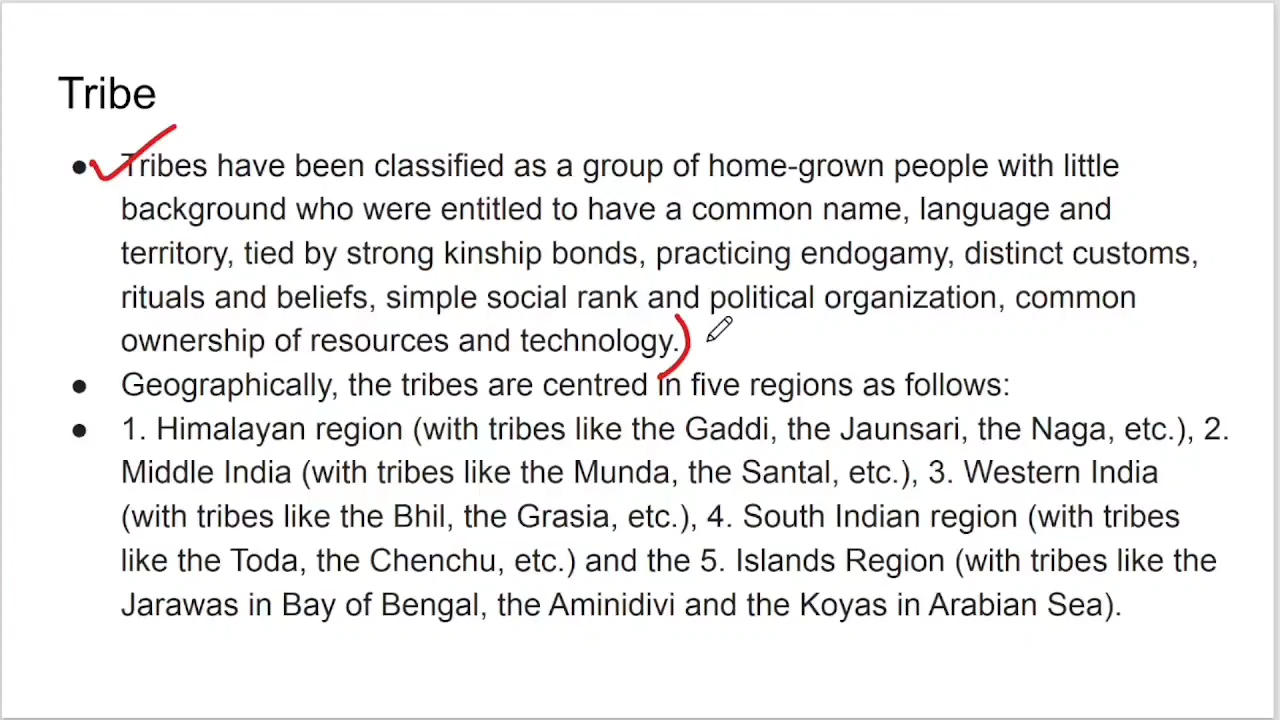 Tribe
● Tribes have been classified as a group of home-grown people with little
background who were entitled to have a common name, language and
territory, tied by strong kinship bonds, practicing endogamy, distinct customs,
rituals and beliefs, simple social rank and political organization, common
ownership of resources and technology.
● Geographically, the tribes are centred in five regions as follows:
● 1. Himalayan region (with tribes like the Gaddi, the Jaunsari, the Naga, etc.), 2.
Middle India (with tribes like the Munda, the Santal, etc.), 3. Western India
(with tribes like the Bhil, the Grasia, etc.), 4. South Indian region (with tribes
like the Toda, the Chenchu, etc.) and the 5. Islands Region (with tribes like the
Jarawas in Bay of Bengal, the Aminidivi and the Koyas in Arabian Sea).